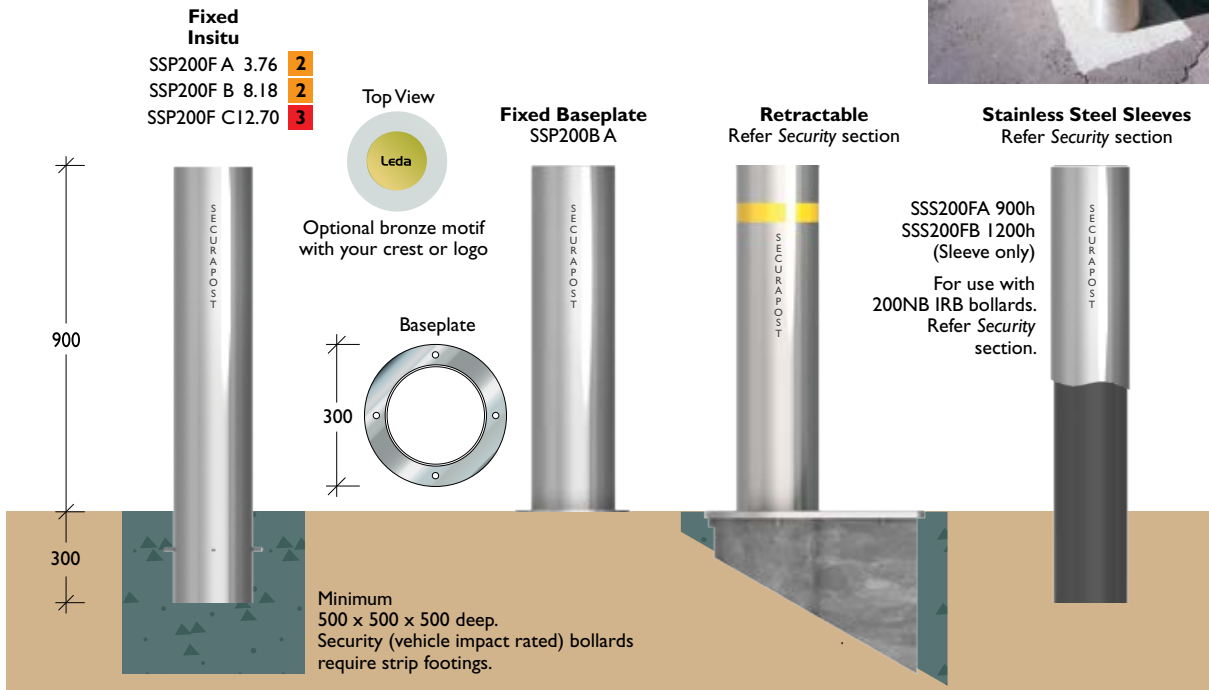 Fixed
Insitu
SSP200F A 3.76 2
SSP200F B 8.18 2
SSP200F C12.70 3
Top View
Leda
Optional bronze motif
with your crest or logo
Baseplate
300
Fixed Baseplate
SSP200B A
Retractable
Refer Security section
Stainless Steel Sleeves
Refer Security section
SSS200FA 900h
SSS200FB 1200h
(Sleeve only)
For use with
200NB IRB bollards.
Refer Security
section.
SECURAPOST
SECURAPOST
SECURAPOST
SECURAPOST
900
300
Minimum
500 x 500 x 500 deep.
Security (vehicle impact rated) bollards
require strip footings.